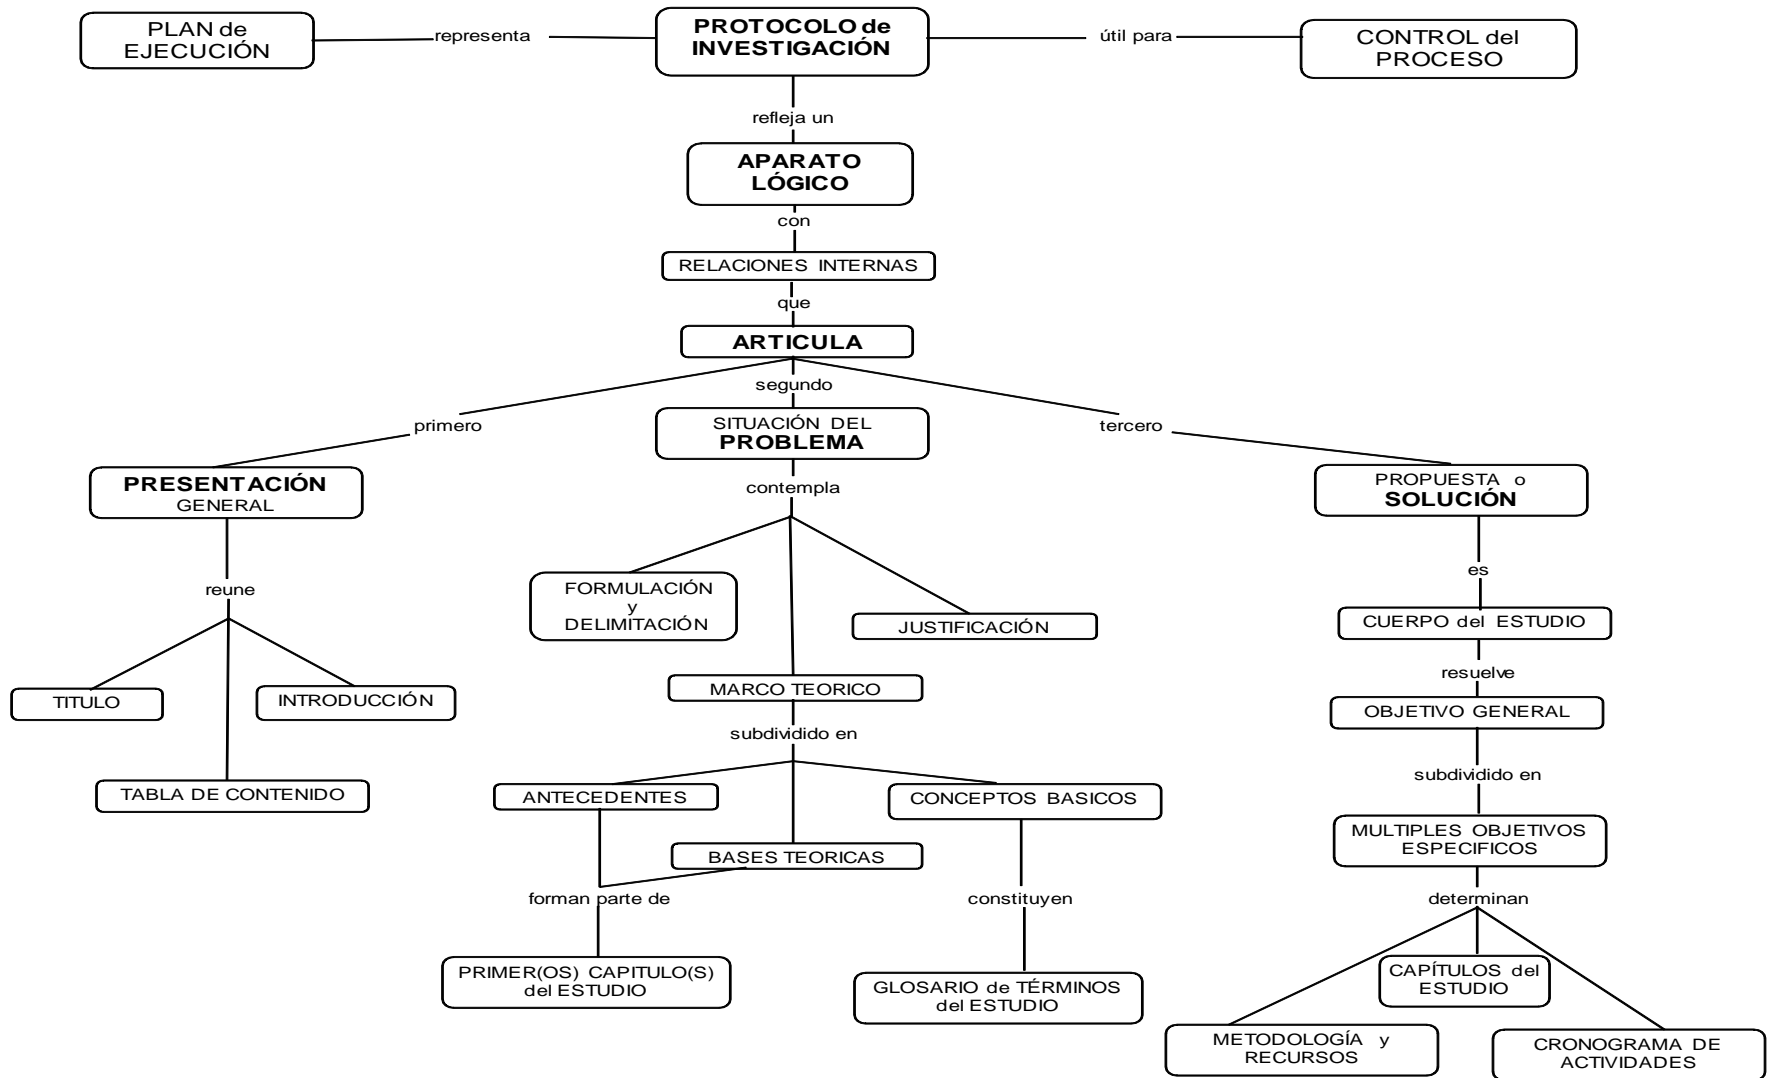 PLAN de
EJECUCIÓN
representa
PROTOCOLO de
INVESTIGACIÓN
útil para
CONTROL del
PROCESO
refleja un
APARATO
LÓGICO
con
RELACIONES INTERNAS
que
ARTICULA
primero
segundo
tercero
PRESENTACIÓN
GENERAL
reune
TITULO
INTRODUCCIÓN
TABLA DE CONTENIDO
SITUACIÓN DEL
PROBLEMA
contempla
FORMULACIÓN
y
DELIMITACIÓN
JUSTIFICACIÓN
MARCO TEORICO
subdividido en
ANTECEDENTES
CONCEPTOS BASICOS
BASES TEORICAS
forman parte de
constituyen
PRIMER(OS) CAPITULO(S)
del ESTUDIO
GLOSARIO de TÉRMINOS
del ESTUDIO
PROPUESTA o
SOLUCIÓN
es
CUERPO del ESTUDIO
resuelve
OBJETIVO GENERAL
subdividido en
MULTIPLES OBJETIVOS
ESPECIFICOS
determinan
CAPÍTULOS del
ESTUDIO
METODOLOGÍA y
RECURSOS
CRONOGRAMA DE
ACTIVIDADES